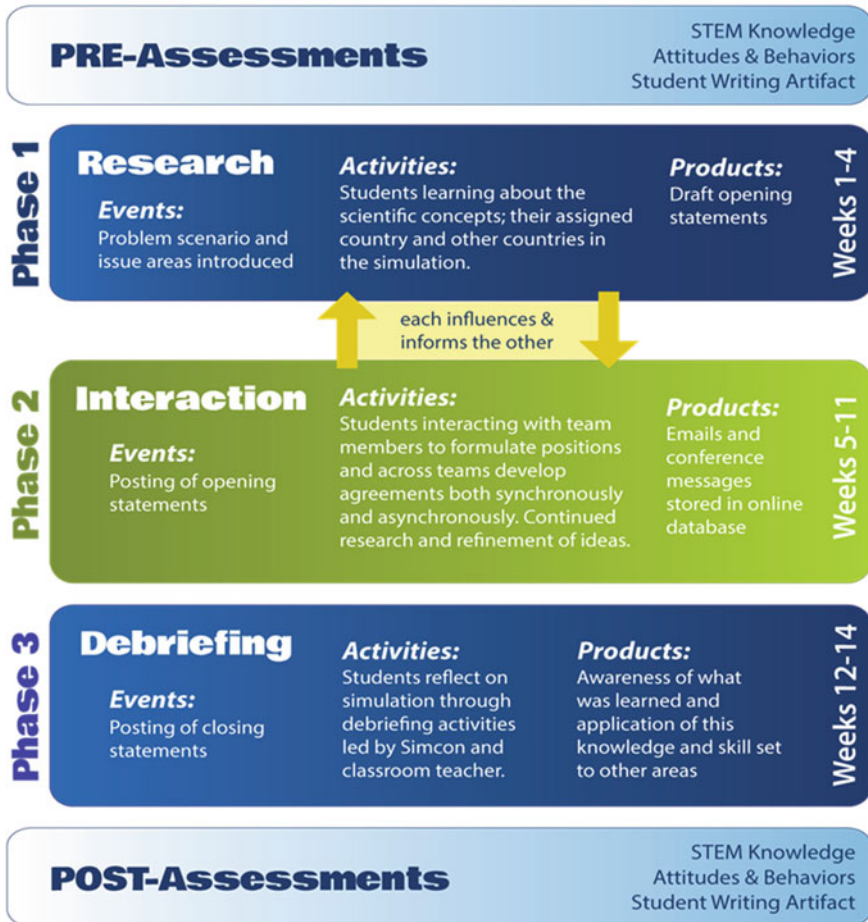 PRE-Assessments
STEM Knowledge
Attitudes & Behaviors
Student Writing Artifact
Phase 1
Research
Events:
Problem scenario and
issue areas introduced
Activities:
Students learning about the
scientific concepts; their assigned
country and other countries in
the simulation.
Products:
Draft opening
statements
Weeks 1-4
each influences &
informs the other
Phase 2
Interaction
Events:
Posting of opening
statements
Activities:
Students interacting with team
members to formulate positions
and across teams develop
agreements both synchronously
and asynchronously. Continued
research and refinement of ideas.
Products:
Emails and
conference
messages
stored in online
database
Weeks 5-11
Phase 3
Debriefing
Events:
Posting of closing
statements
Activities:
Students reflect on
simulation through
debriefing activities
led by Simcon and
classroom teacher.
Products:
Awareness of what
was learned and
application of this
knowledge and skill set
to other areas
Weeks 12-14
POST-Assessments
STEM Knowledge
Attitudes & Behaviors
Student Writing Artifact